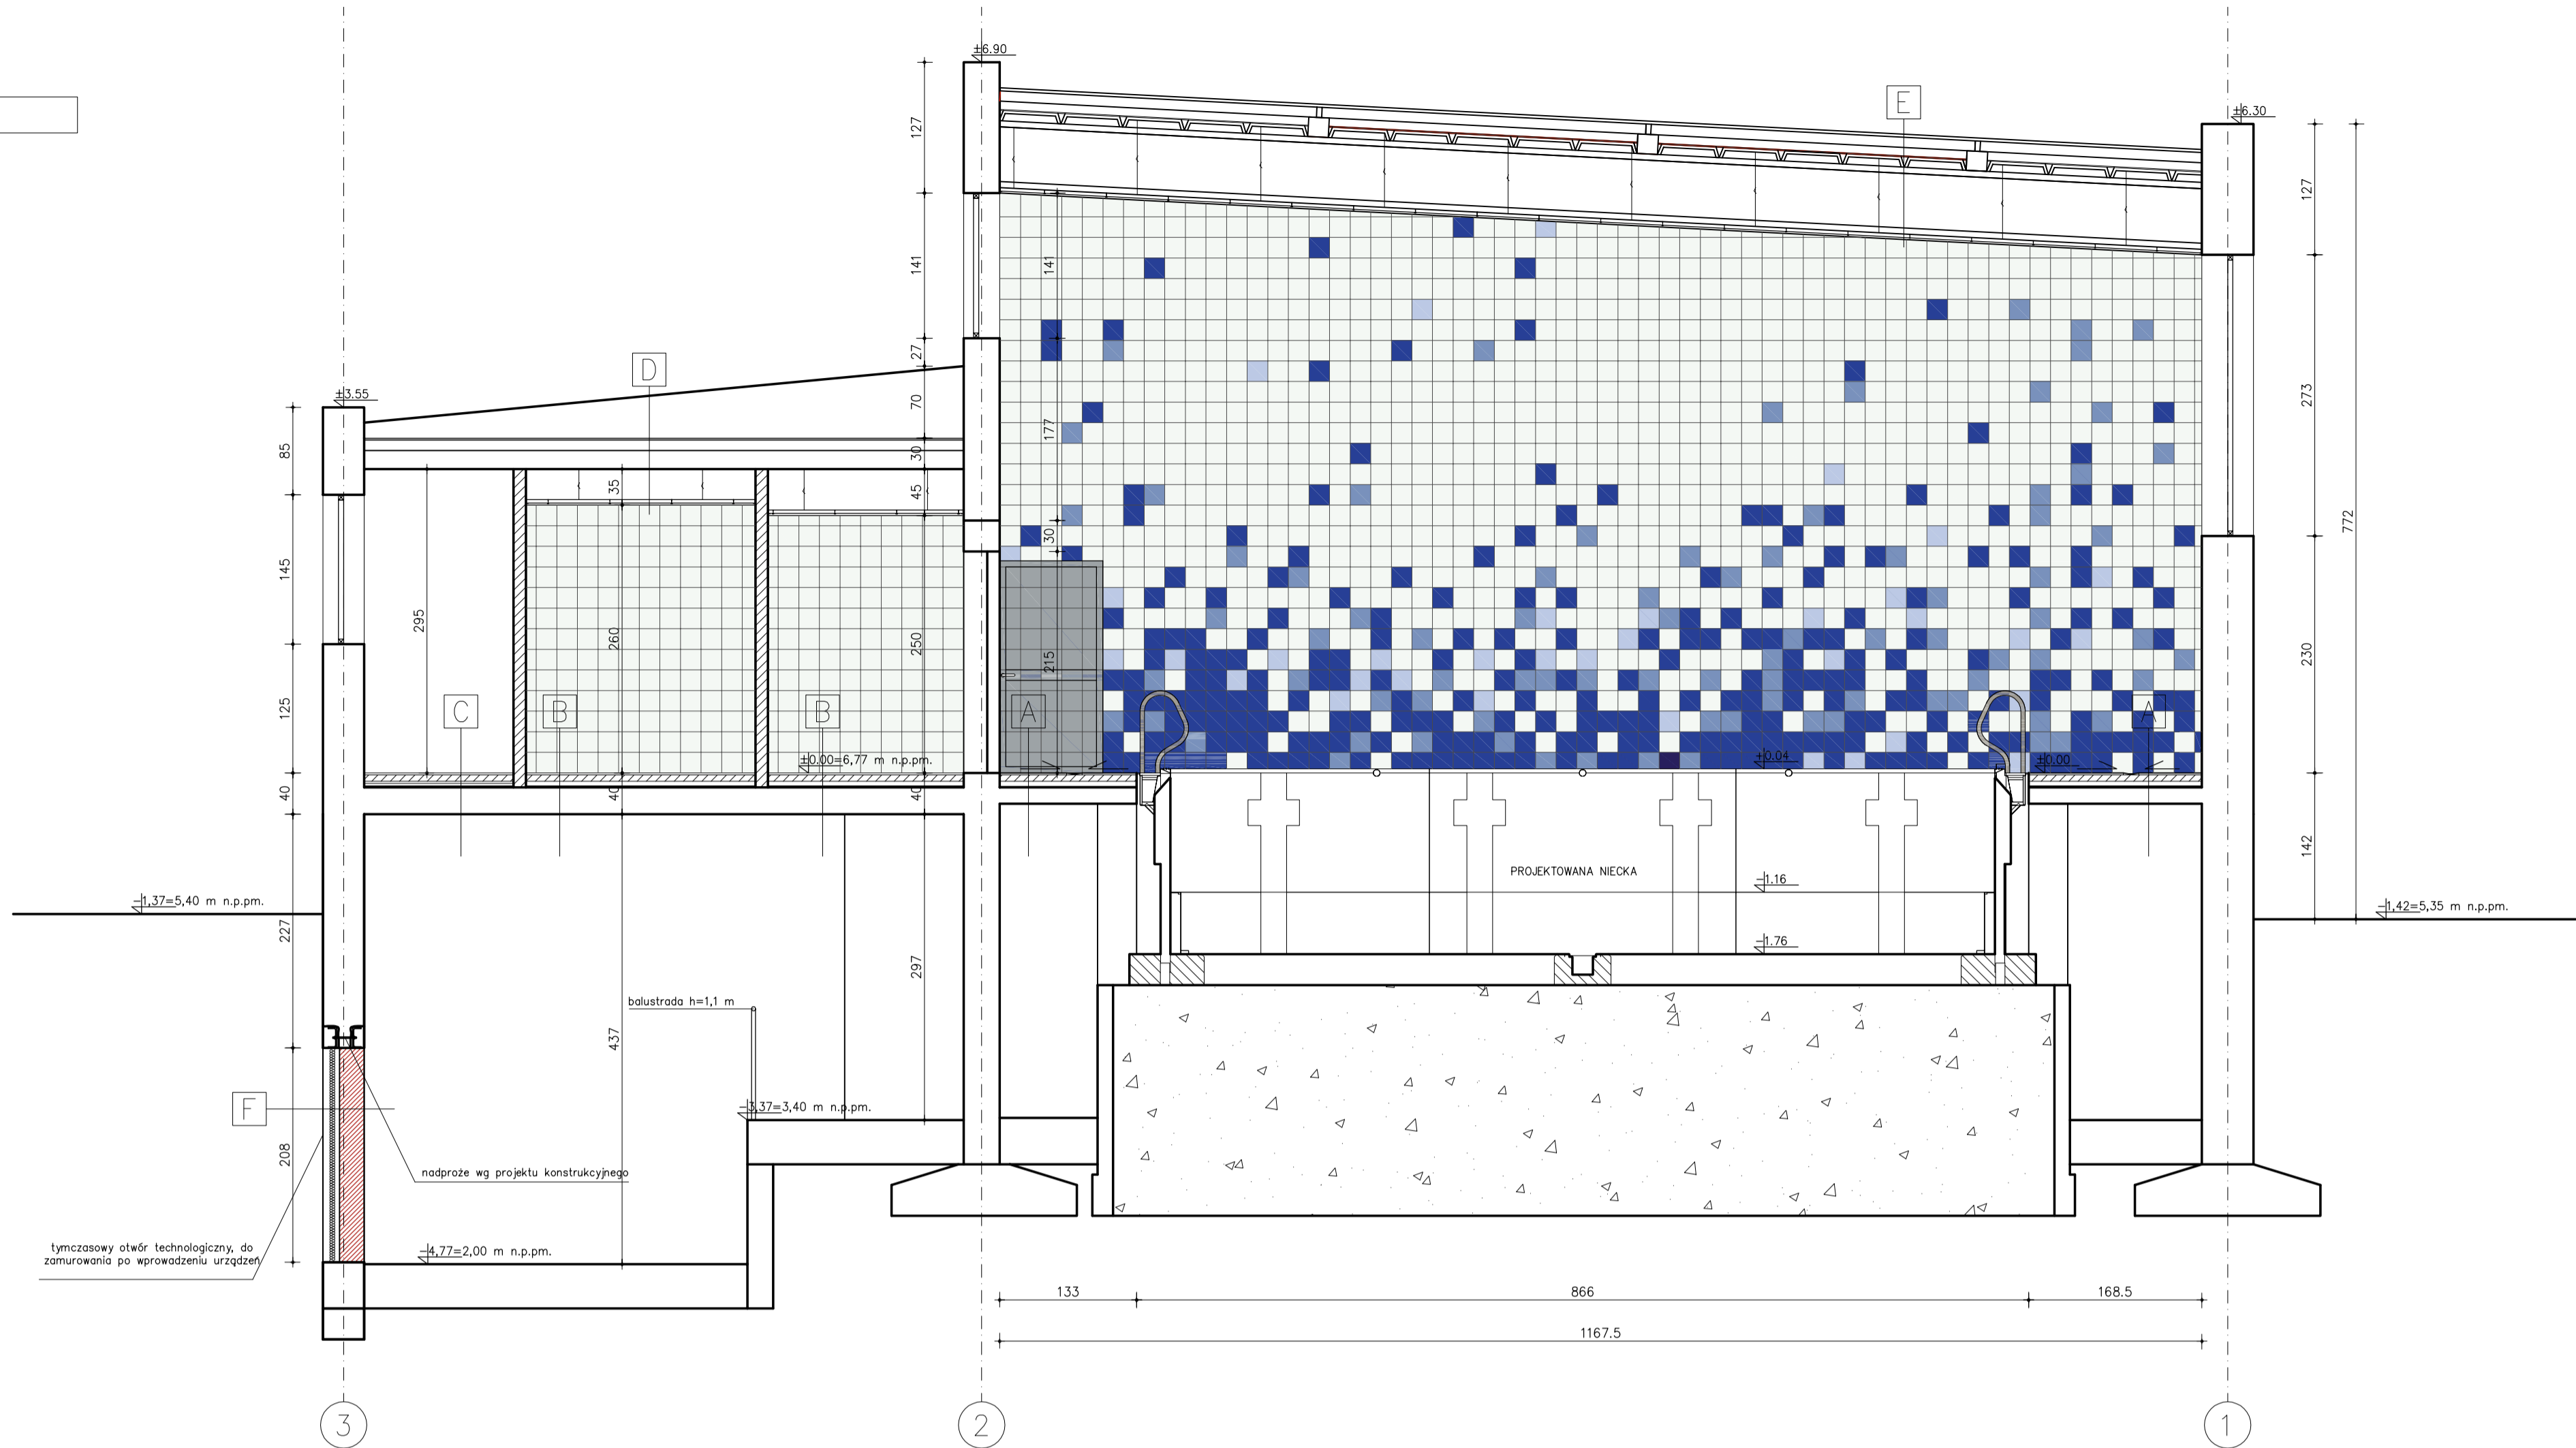 ±6.90
E
±6.30
127
127
141
141
27
D
±3.55
70
273
177
772
85
30
35
45
30
145
295
260
250
215
230
C
B
B
A
A
125
±0.00=6,77 m n.p.pm.
±0.04
±0.00
40
40
40
142
PROJEKTOWANA NIECKA
-1.16
-1,37=5,40 m n.p.pm.
-1,42=5,35 m n.p.pm.
227
-1.76
297
balustrada h=1,1 m
437
F
-3,37=3,40 m n.p.pm.
208
nadproże wg projektu konstrukcyjnego
tymczasowy otwór technologiczny, do
zamurowania po wprowadzeniu urządzeń
-4,77=2,00 m n.p.pm.
133
866
168.5
1167.5
3
2
1